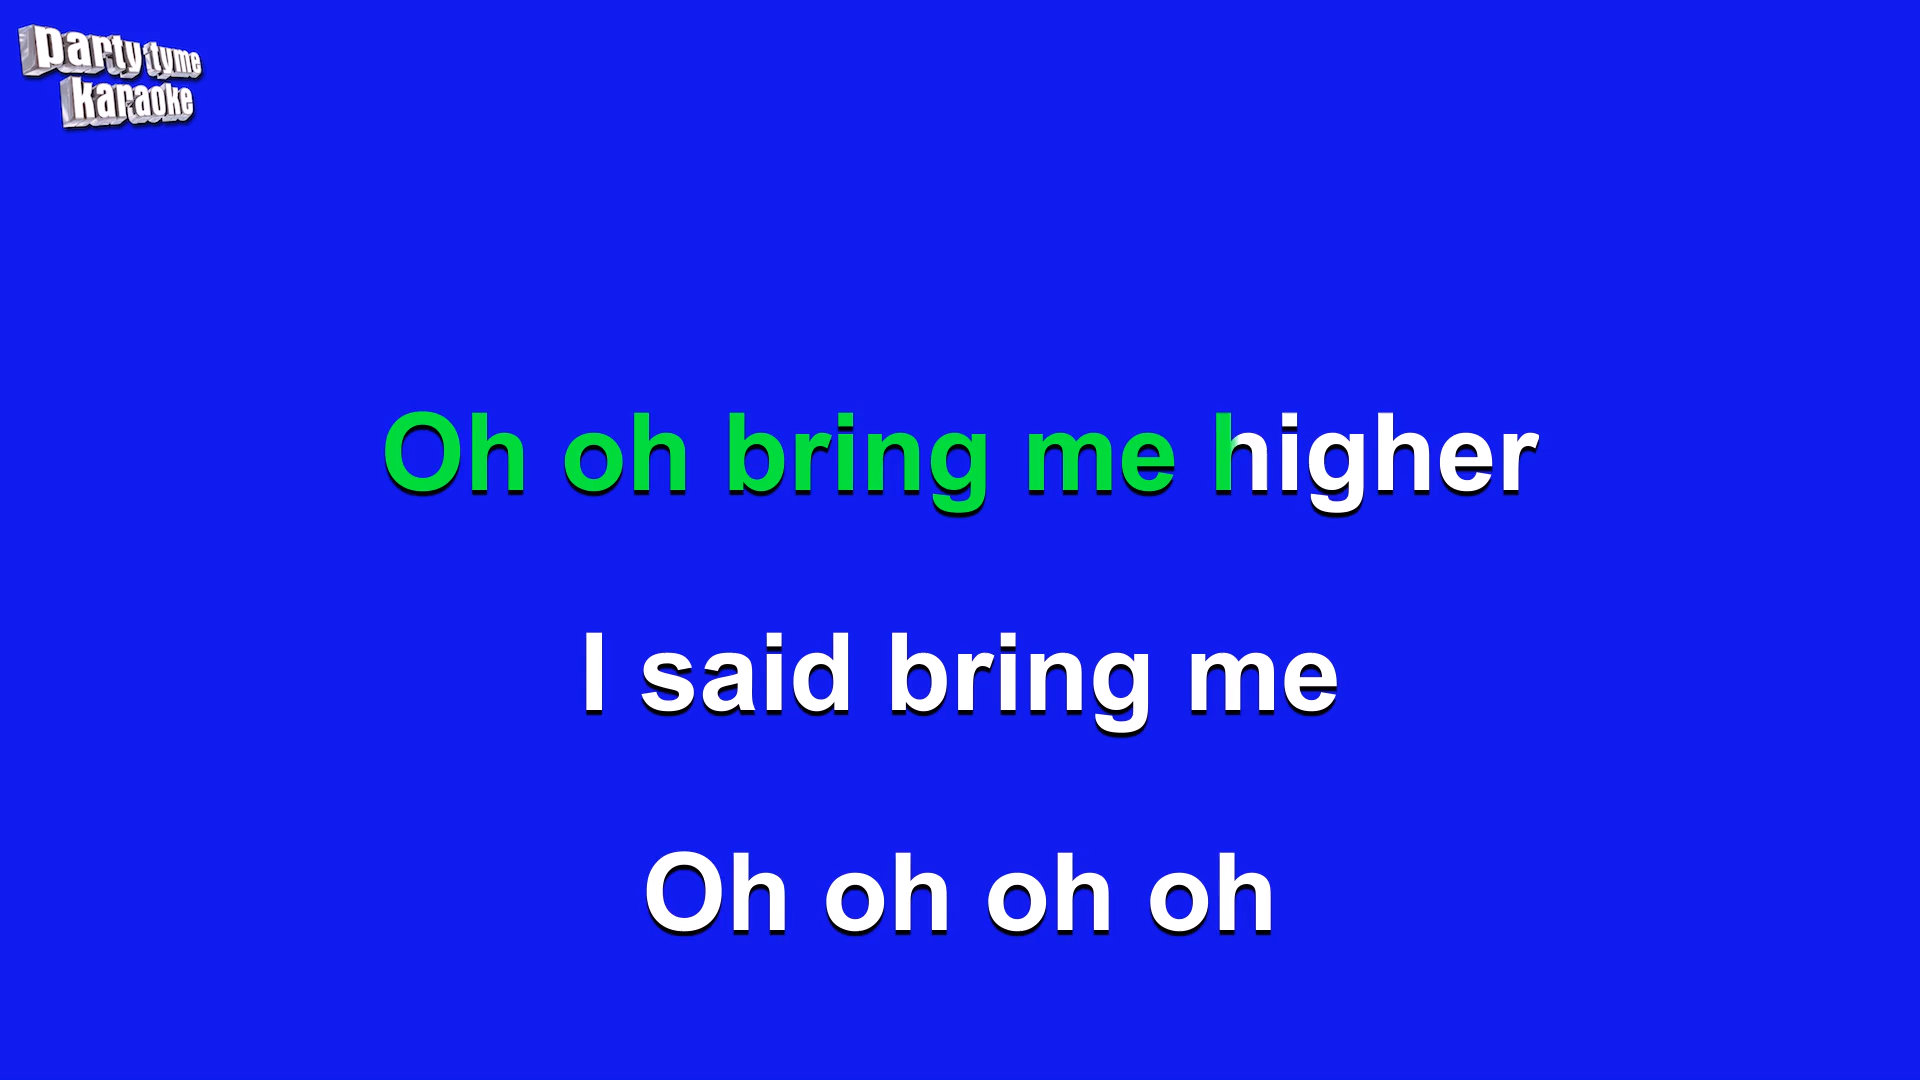 party tyme
karaoke
Oh oh bring me higher
I said bring me
Oh oh oh oh